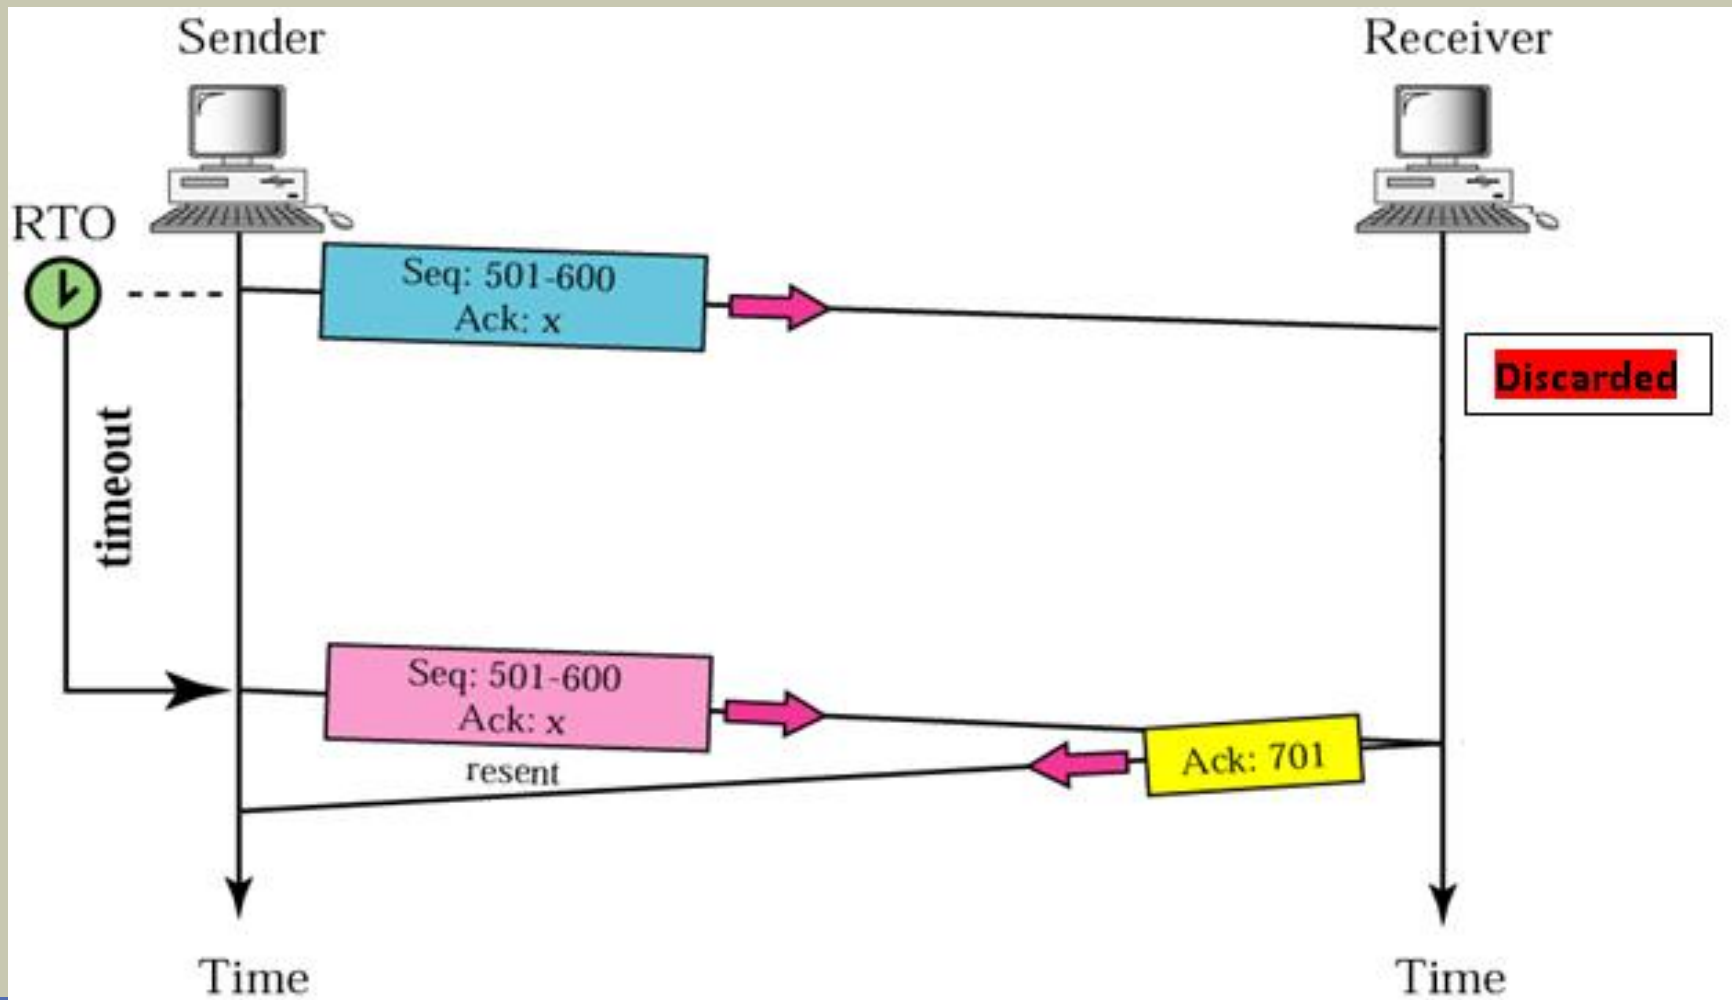 Sender
Receiver
RTO
Seq: 501-600
Ack: x
Discarded
timeout
Seq: 501-600
Ack: x
resent
Ack: 701
Time
Time